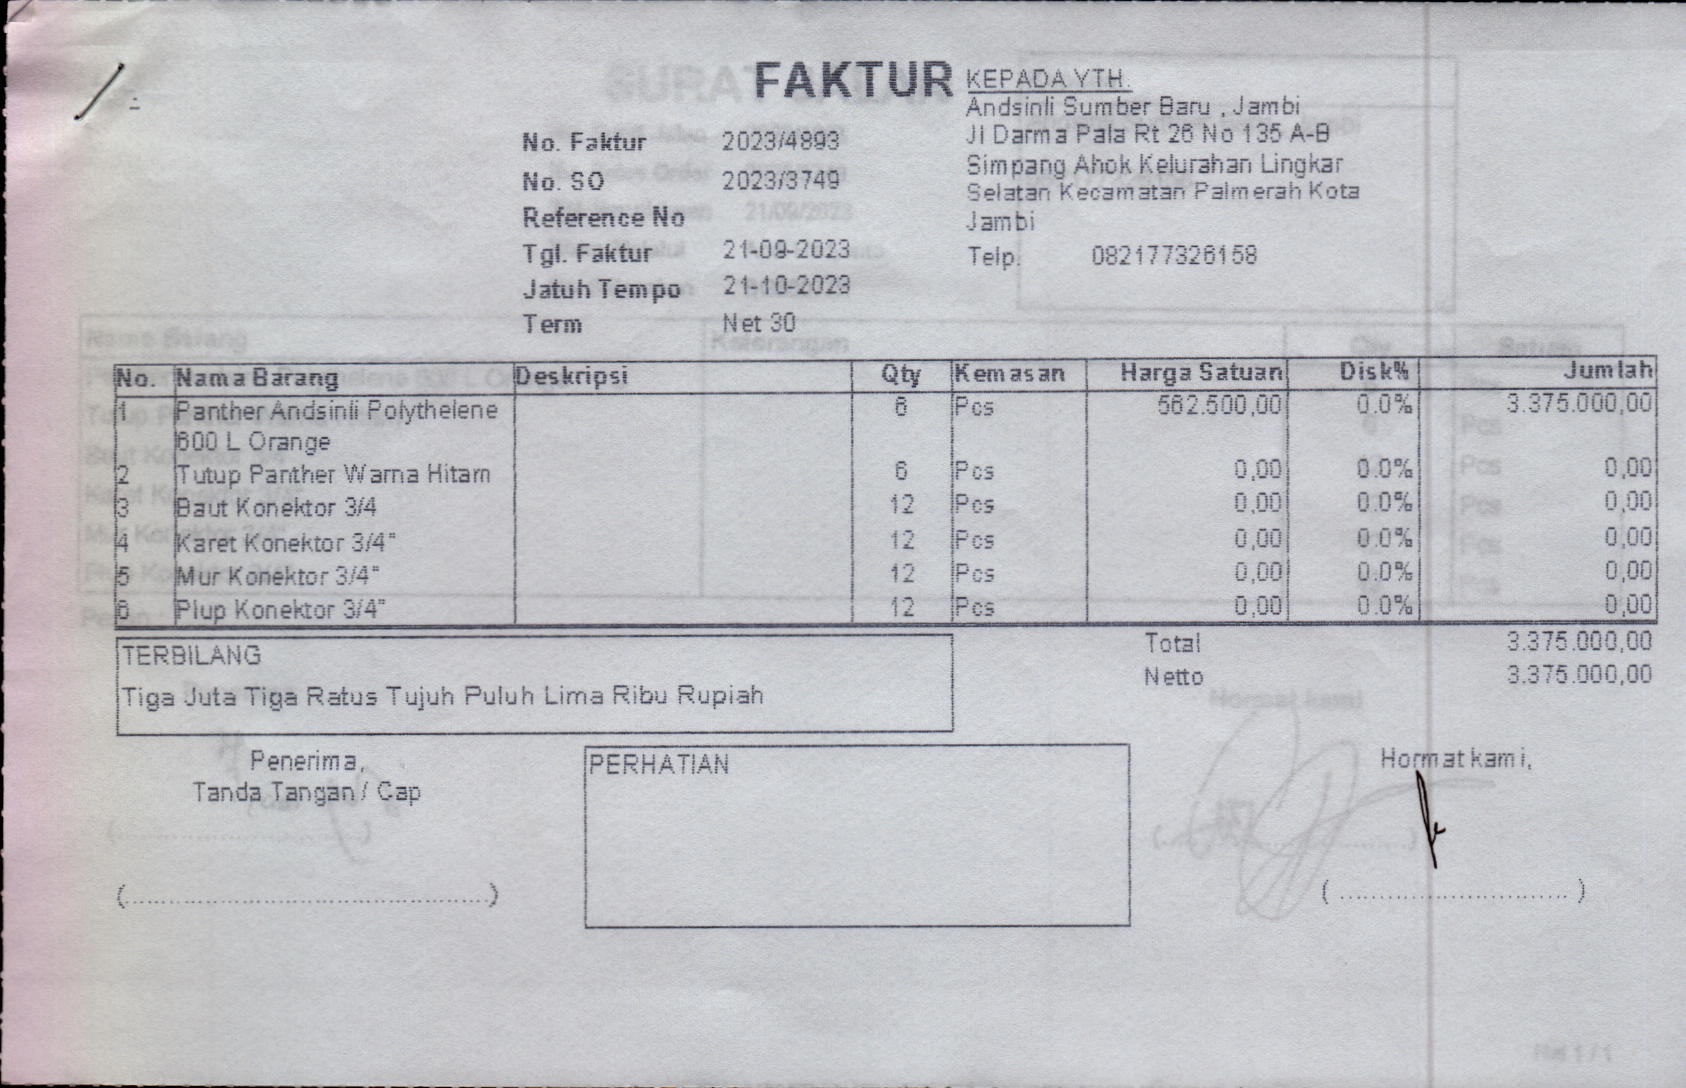 FAKTUR
KEPADA YTH.
Andsinli Sumber Baru , Jambi
Jl Darma Pala Rt 26 No 135 A-B
Simpang Ahok Kelurahan Lingkar
Selatan Kecamatan Palmerah Kota
Jambi
Telp. 082177326158
No. Faktur 2023/4893
No. SO 2023/3749
Reference No
Tgl. Faktur 21-09-2023
Jatuh Tempo 21-10-2023
Term Net 30
No. Nama Barang Deskripsi Qty Kemasan Harga Satuan Disk% Jumlah
1 Panther Andsinli Polythelene 6 Pcs 562.500,00 0.0% 3.375.000,00
600 L Orange
2 Tutup Panther Warna Hitam 6 Pcs 0,00 0.0% 0,00
3 Baut Konektor 3/4 12 Pcs 0,00 0.0% 0,00
4 Karet Konektor 3/4" 12 Pcs 0,00 0.0% 0,00
5 Mur Konektor 3/4" 12 Pcs 0,00 0.0% 0,00
6 Plup Konektor 3/4" 12 Pcs 0,00 0.0% 0,00
Total 3.375.000,00
Netto 3.375.000,00
TERBILANG
Tiga Juta Tiga Ratus Tujuh Puluh Lima Ribu Rupiah
Penerima,
Tanda Tangan / Cap
(................................................)
PERHATIAN
Hormat kami,
( .............................. )